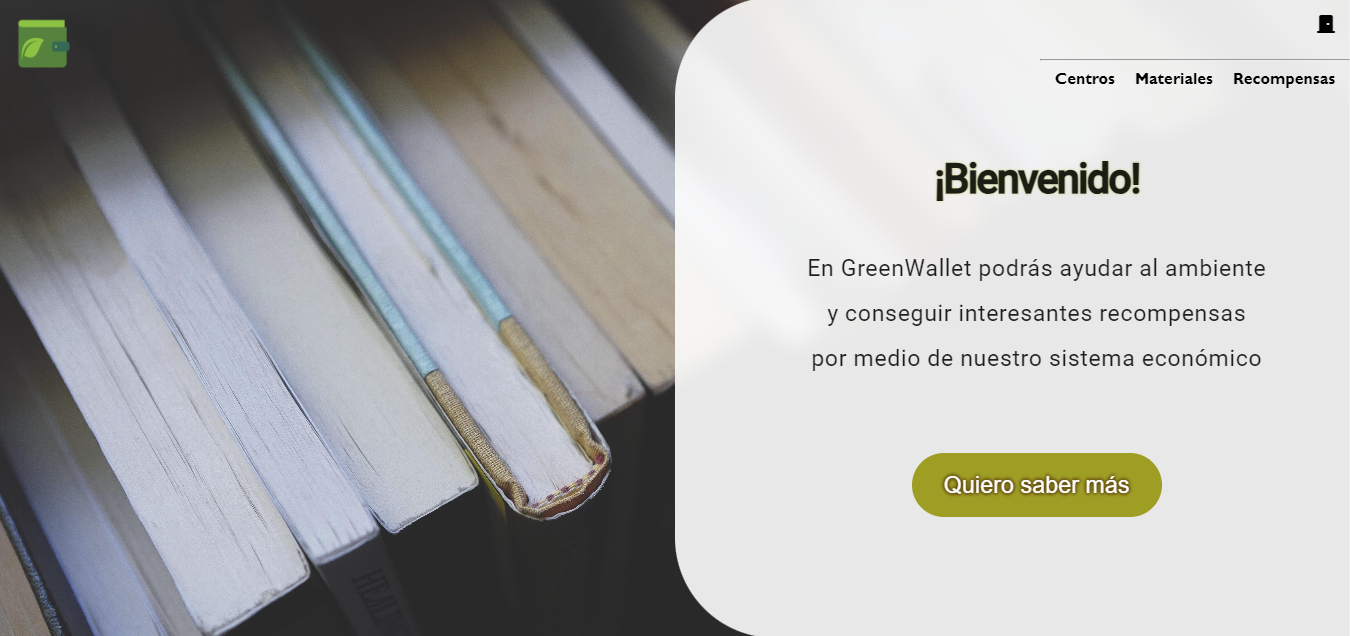 Centros Materiales Recompensas
¡Bienvenido!
En GreenWallet podrás ayudar al ambiente
y conseguir interesantes recompensas
por medio de nuestro sistema económico
Quiero saber más